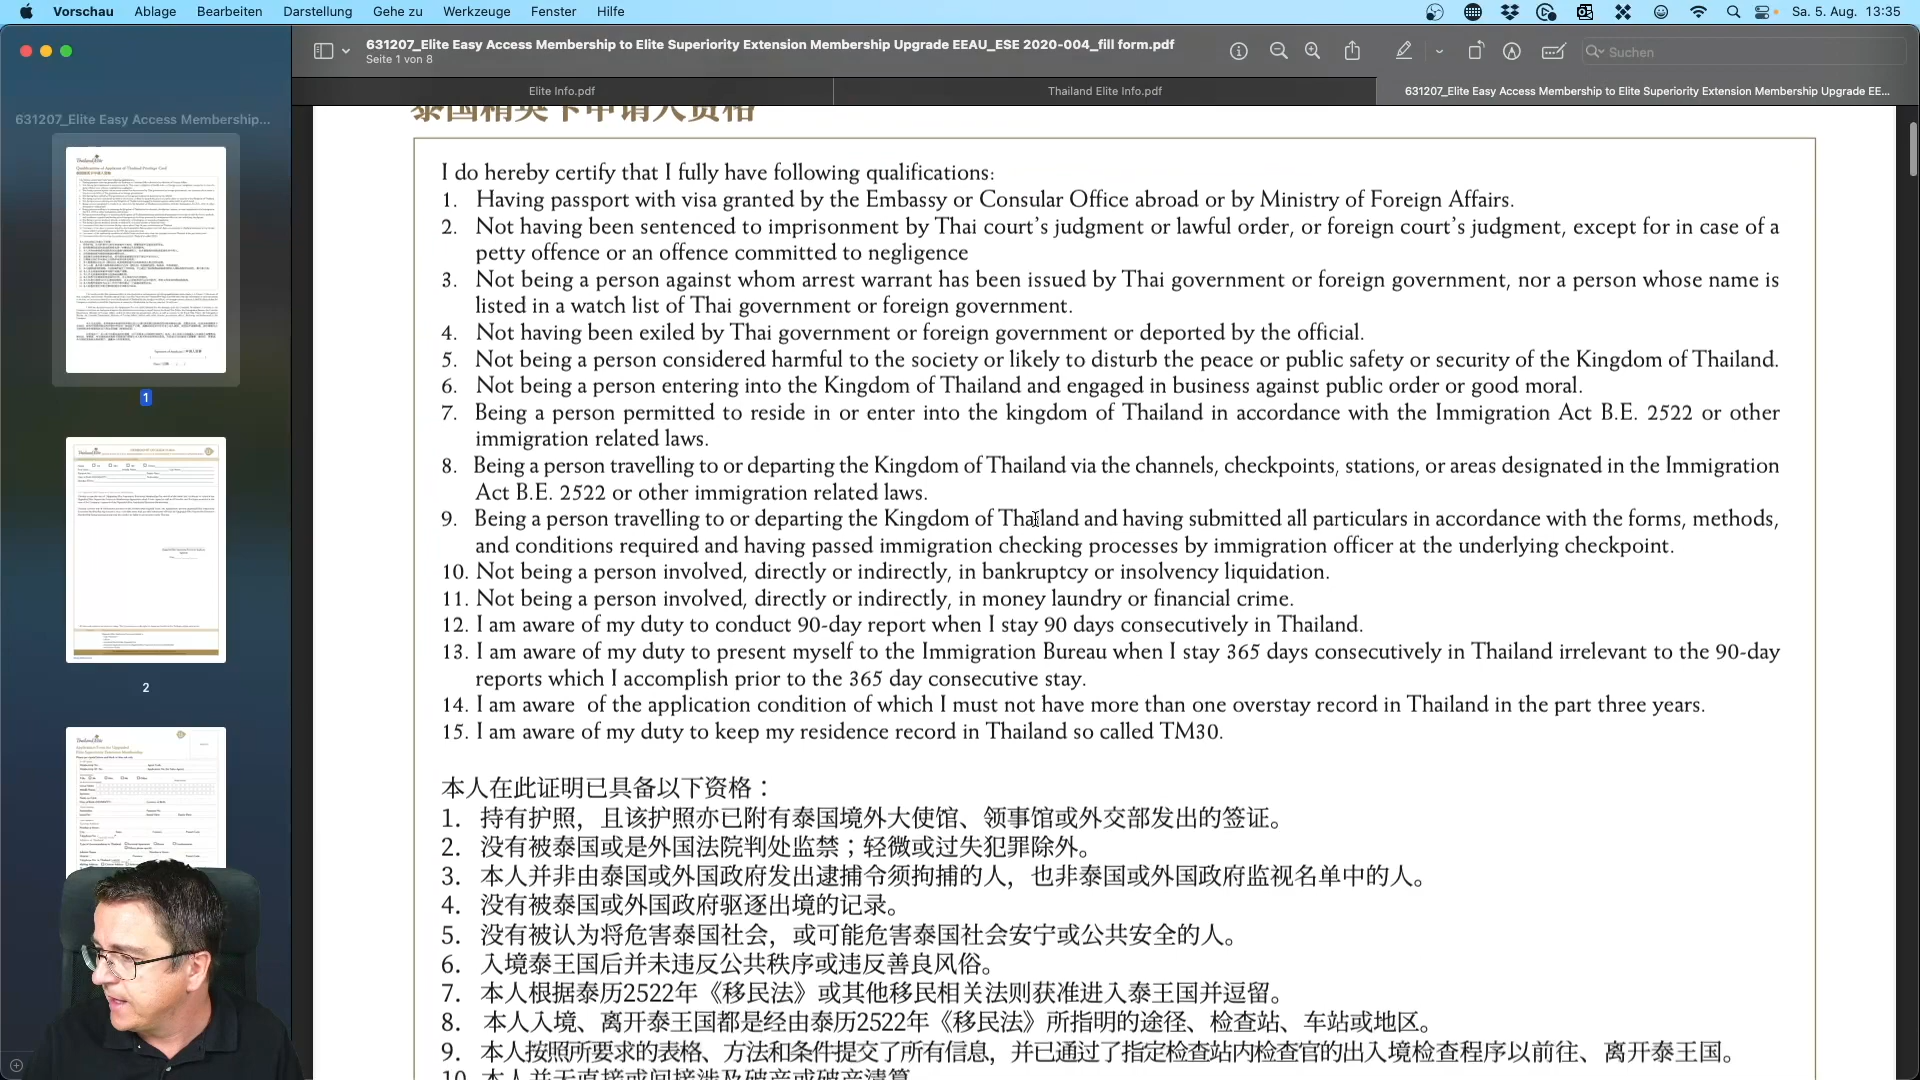 Vorschau Ablage Bearbeiten Darstellung Gehe zu Werkzeuge Fenster Hilfe Sa. 5. Aug. 13:35
631207_Elite Easy Access Membership to Elite Superiority Extension Membership Upgrade EEAU_ESE 2020-004_fill form.pdf
Seite 1 von 8
Suchen
Elite Info.pdf
Thailand Elite Info.pdf
631207_Elite Easy Access Membership to Elite Superiority Extension Membership Upgrade EE...
631207_Elite Easy Access Membership...
1
2
泰国精英卡申请人资格
I do hereby certify that I fully have following qualifications:
1. Having passport with visa granted by the Embassy or Consular Office abroad or by Ministry of Foreign Affairs.
2. Not having been sentenced to imprisonment by Thai court's judgment or lawful order, or foreign court's judgment, except for in case of a
petty offence or an offence committed to negligence
3. Not being a person against whom arrest warrant has been issued by Thai government or foreign government, nor a person whose name is
listed in a watch list of Thai government or foreign government.
4. Not having been exiled by Thai government or foreign government or deported by the official.
5. Not being a person considered harmful to the society or likely to disturb the peace or public safety or security of the Kingdom of Thailand.
6. Not being a person entering into the Kingdom of Thailand and engaged in business against public order or good moral.
7. Being a person permitted to reside in or enter into the kingdom of Thailand in accordance with the Immigration Act B.E. 2522 or other
immigration related laws.
8. Being a person travelling to or departing the Kingdom of Thailand via the channels, checkpoints, stations, or areas designated in the Immigration
Act B.E. 2522 or other immigration related laws.
9. Being a person travelling to or departing the Kingdom of Thailand and having submitted all particulars in accordance with the forms, methods,
and conditions required and having passed immigration checking processes by immigration officer at the underlying checkpoint.
10. Not being a person involved, directly or indirectly, in bankruptcy or insolvency liquidation.
11. Not being a person involved, directly or indirectly, in money laundry or financial crime.
12. I am aware of my duty to conduct 90-day report when I stay 90 days consecutively in Thailand.
13. I am aware of my duty to present myself to the Immigration Bureau when I stay 365 days consecutively in Thailand irrelevant to the 90-day
reports which I accomplish prior to the 365 day consecutive stay.
14. I am aware of the application condition of which I must not have more than one overstay record in Thailand in the part three years.
15. I am aware of my duty to keep my residence record in Thailand so called TM30.
本人在此证明已具备以下资格：
1. 持有护照，且该护照亦已附有泰国境外大使馆、领事馆或外交部发出的签证。
2. 没有被泰国或是外国法院判处监禁；轻微或过失犯罪除外。
3. 本人并非由泰国或外国政府发出逮捕令须拘捕的人，也非泰国或外国政府监视名单中的人。
4. 没有被泰国或外国政府驱逐出境的记录。
5. 没有被认为将危害泰国社会，或可能危害泰国社会安宁或公共安全的人。
6. 入境泰王国后并未违反公共秩序或违反善良风俗。
7. 本人根据泰历2522年《移民法》或其他移民相关法则获准进入泰王国并逗留。
8. 本人入境、离开泰王国都是经由泰历2522年《移民法》所指明的途径、检查站、车站或地区。
9. 本人按照所要求的表格、方法和条件提交了所有信息，并已通过了指定检查站内检查官的出入境检查程序以前往、离开泰王国。
10. 本人并无直接或间接涉及破产或破产清算